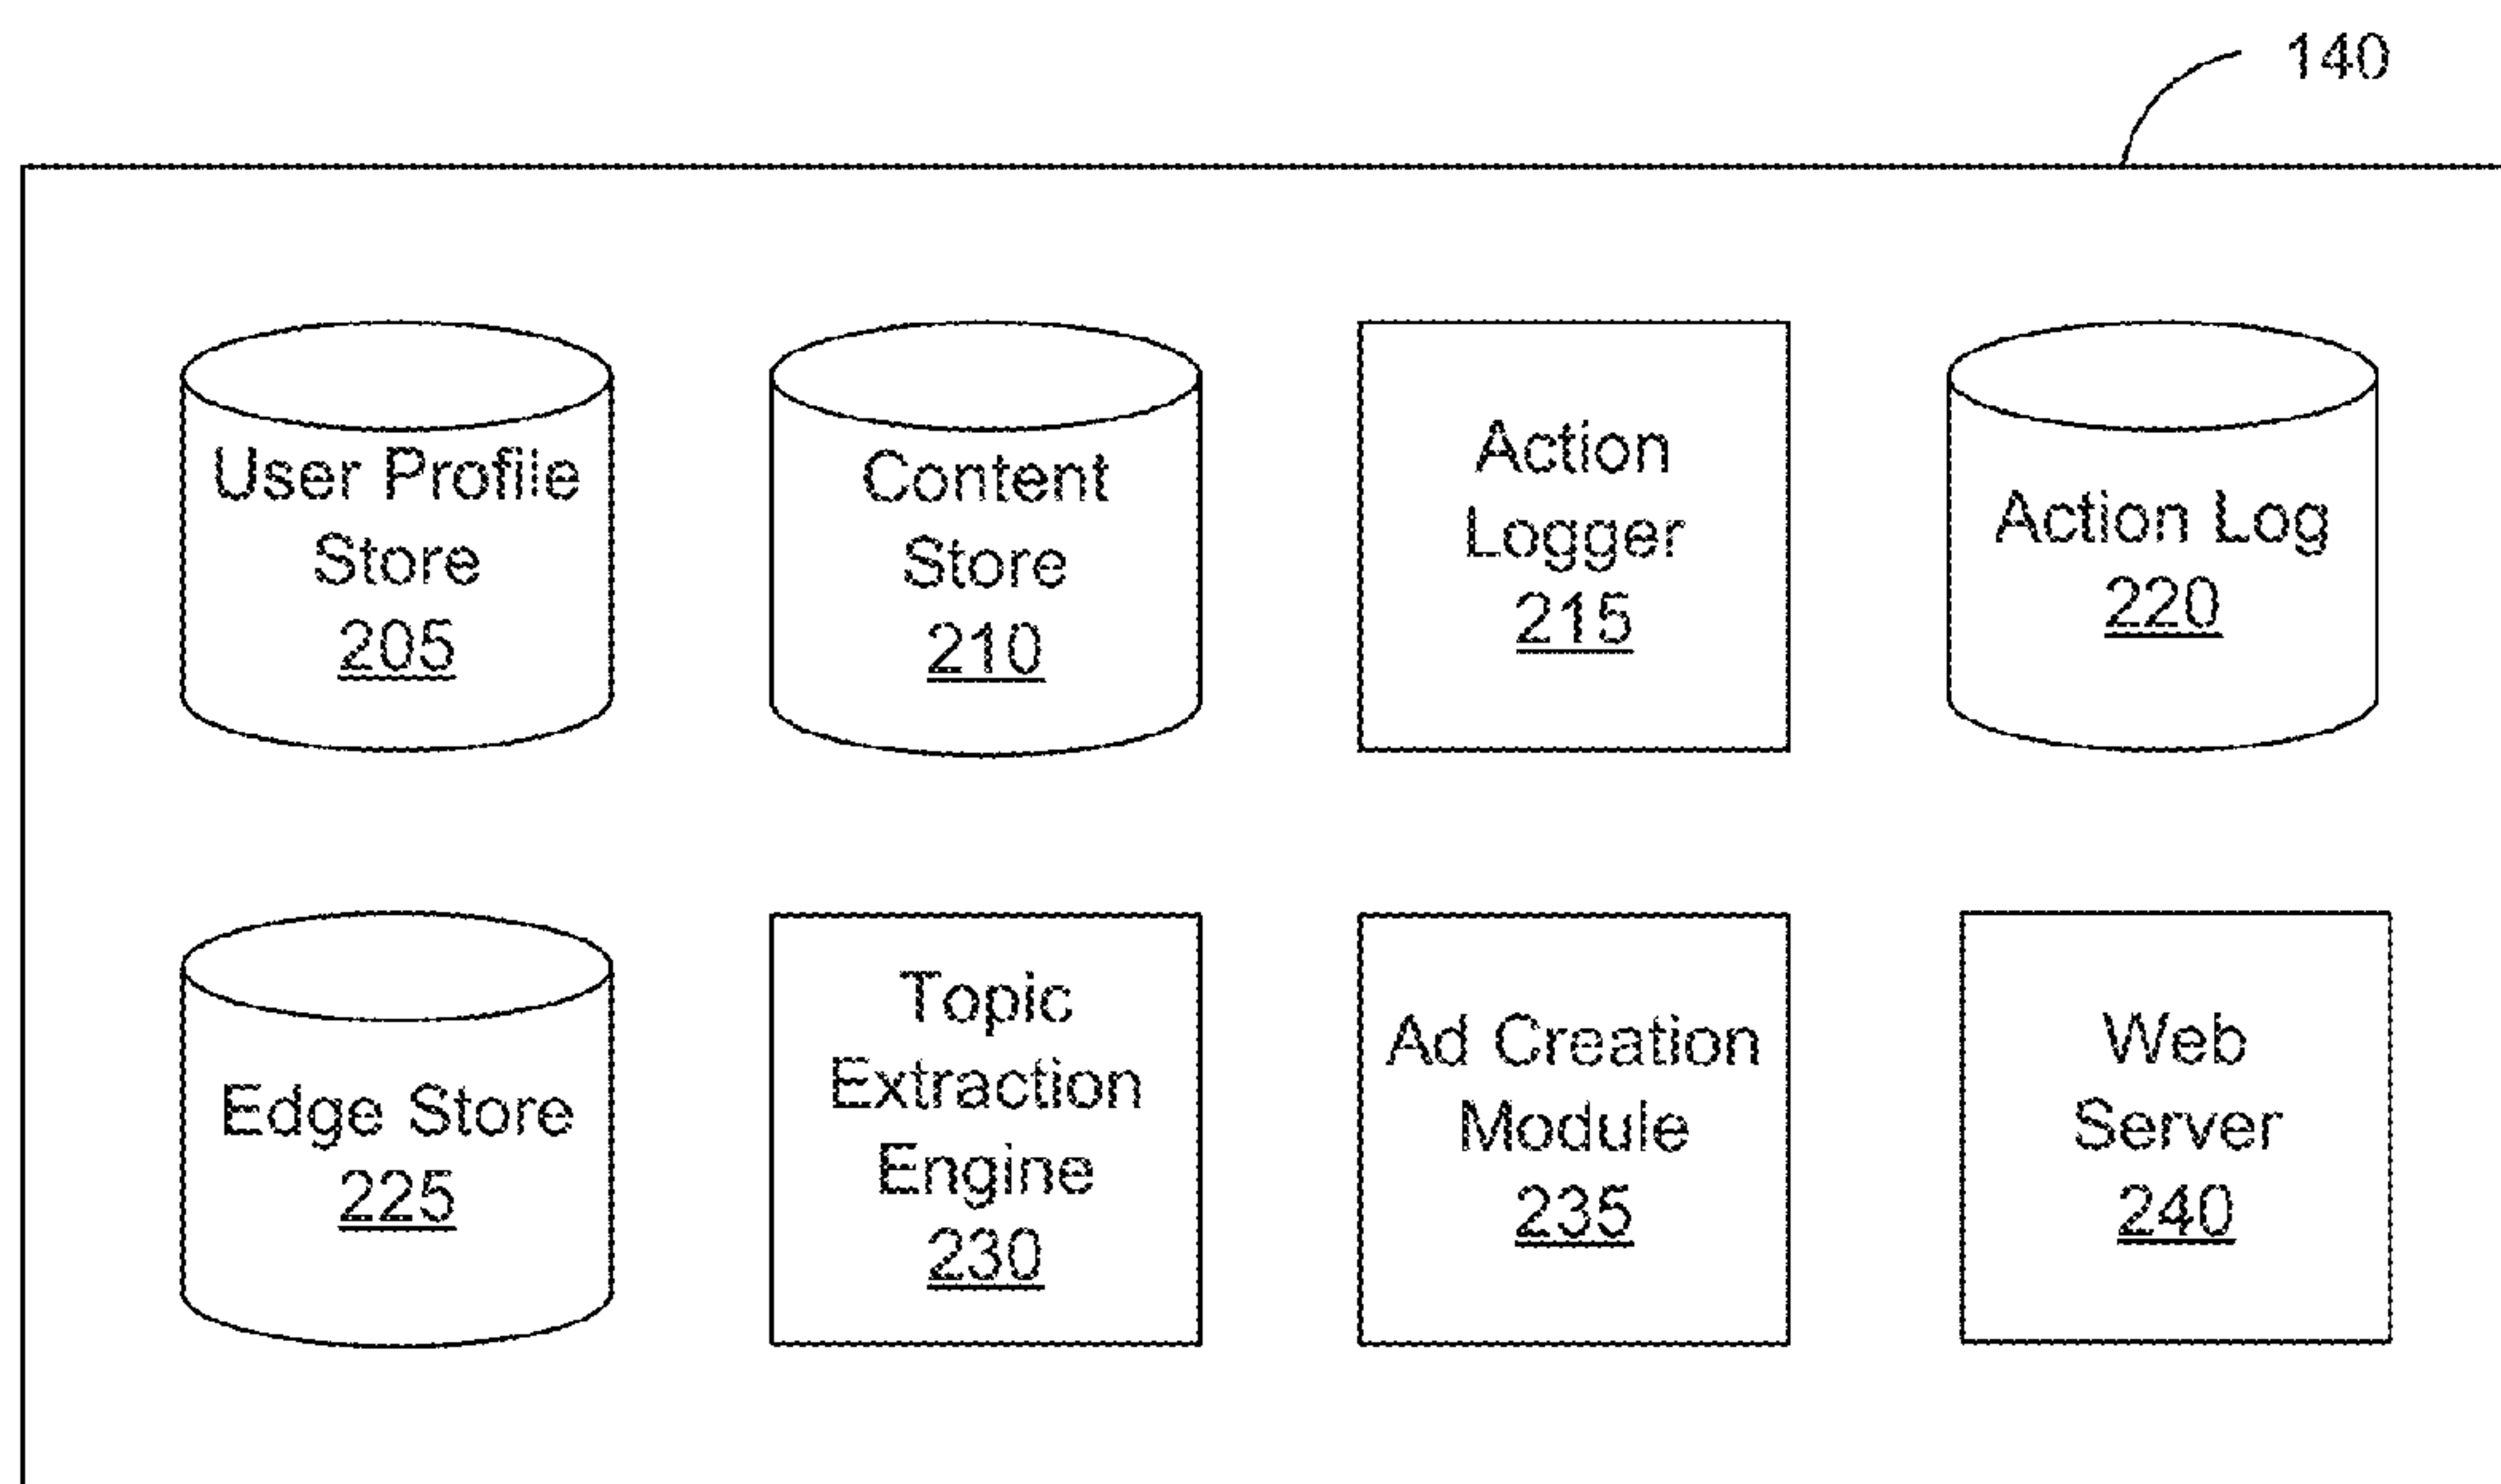 140
User Profile
Store
205
Content
Store
210
Action
Logger
215
Action Log
220
Edge Store
225
Topic
Extraction
Engine
230
Ad Creation
Module
235
Web
Server
240